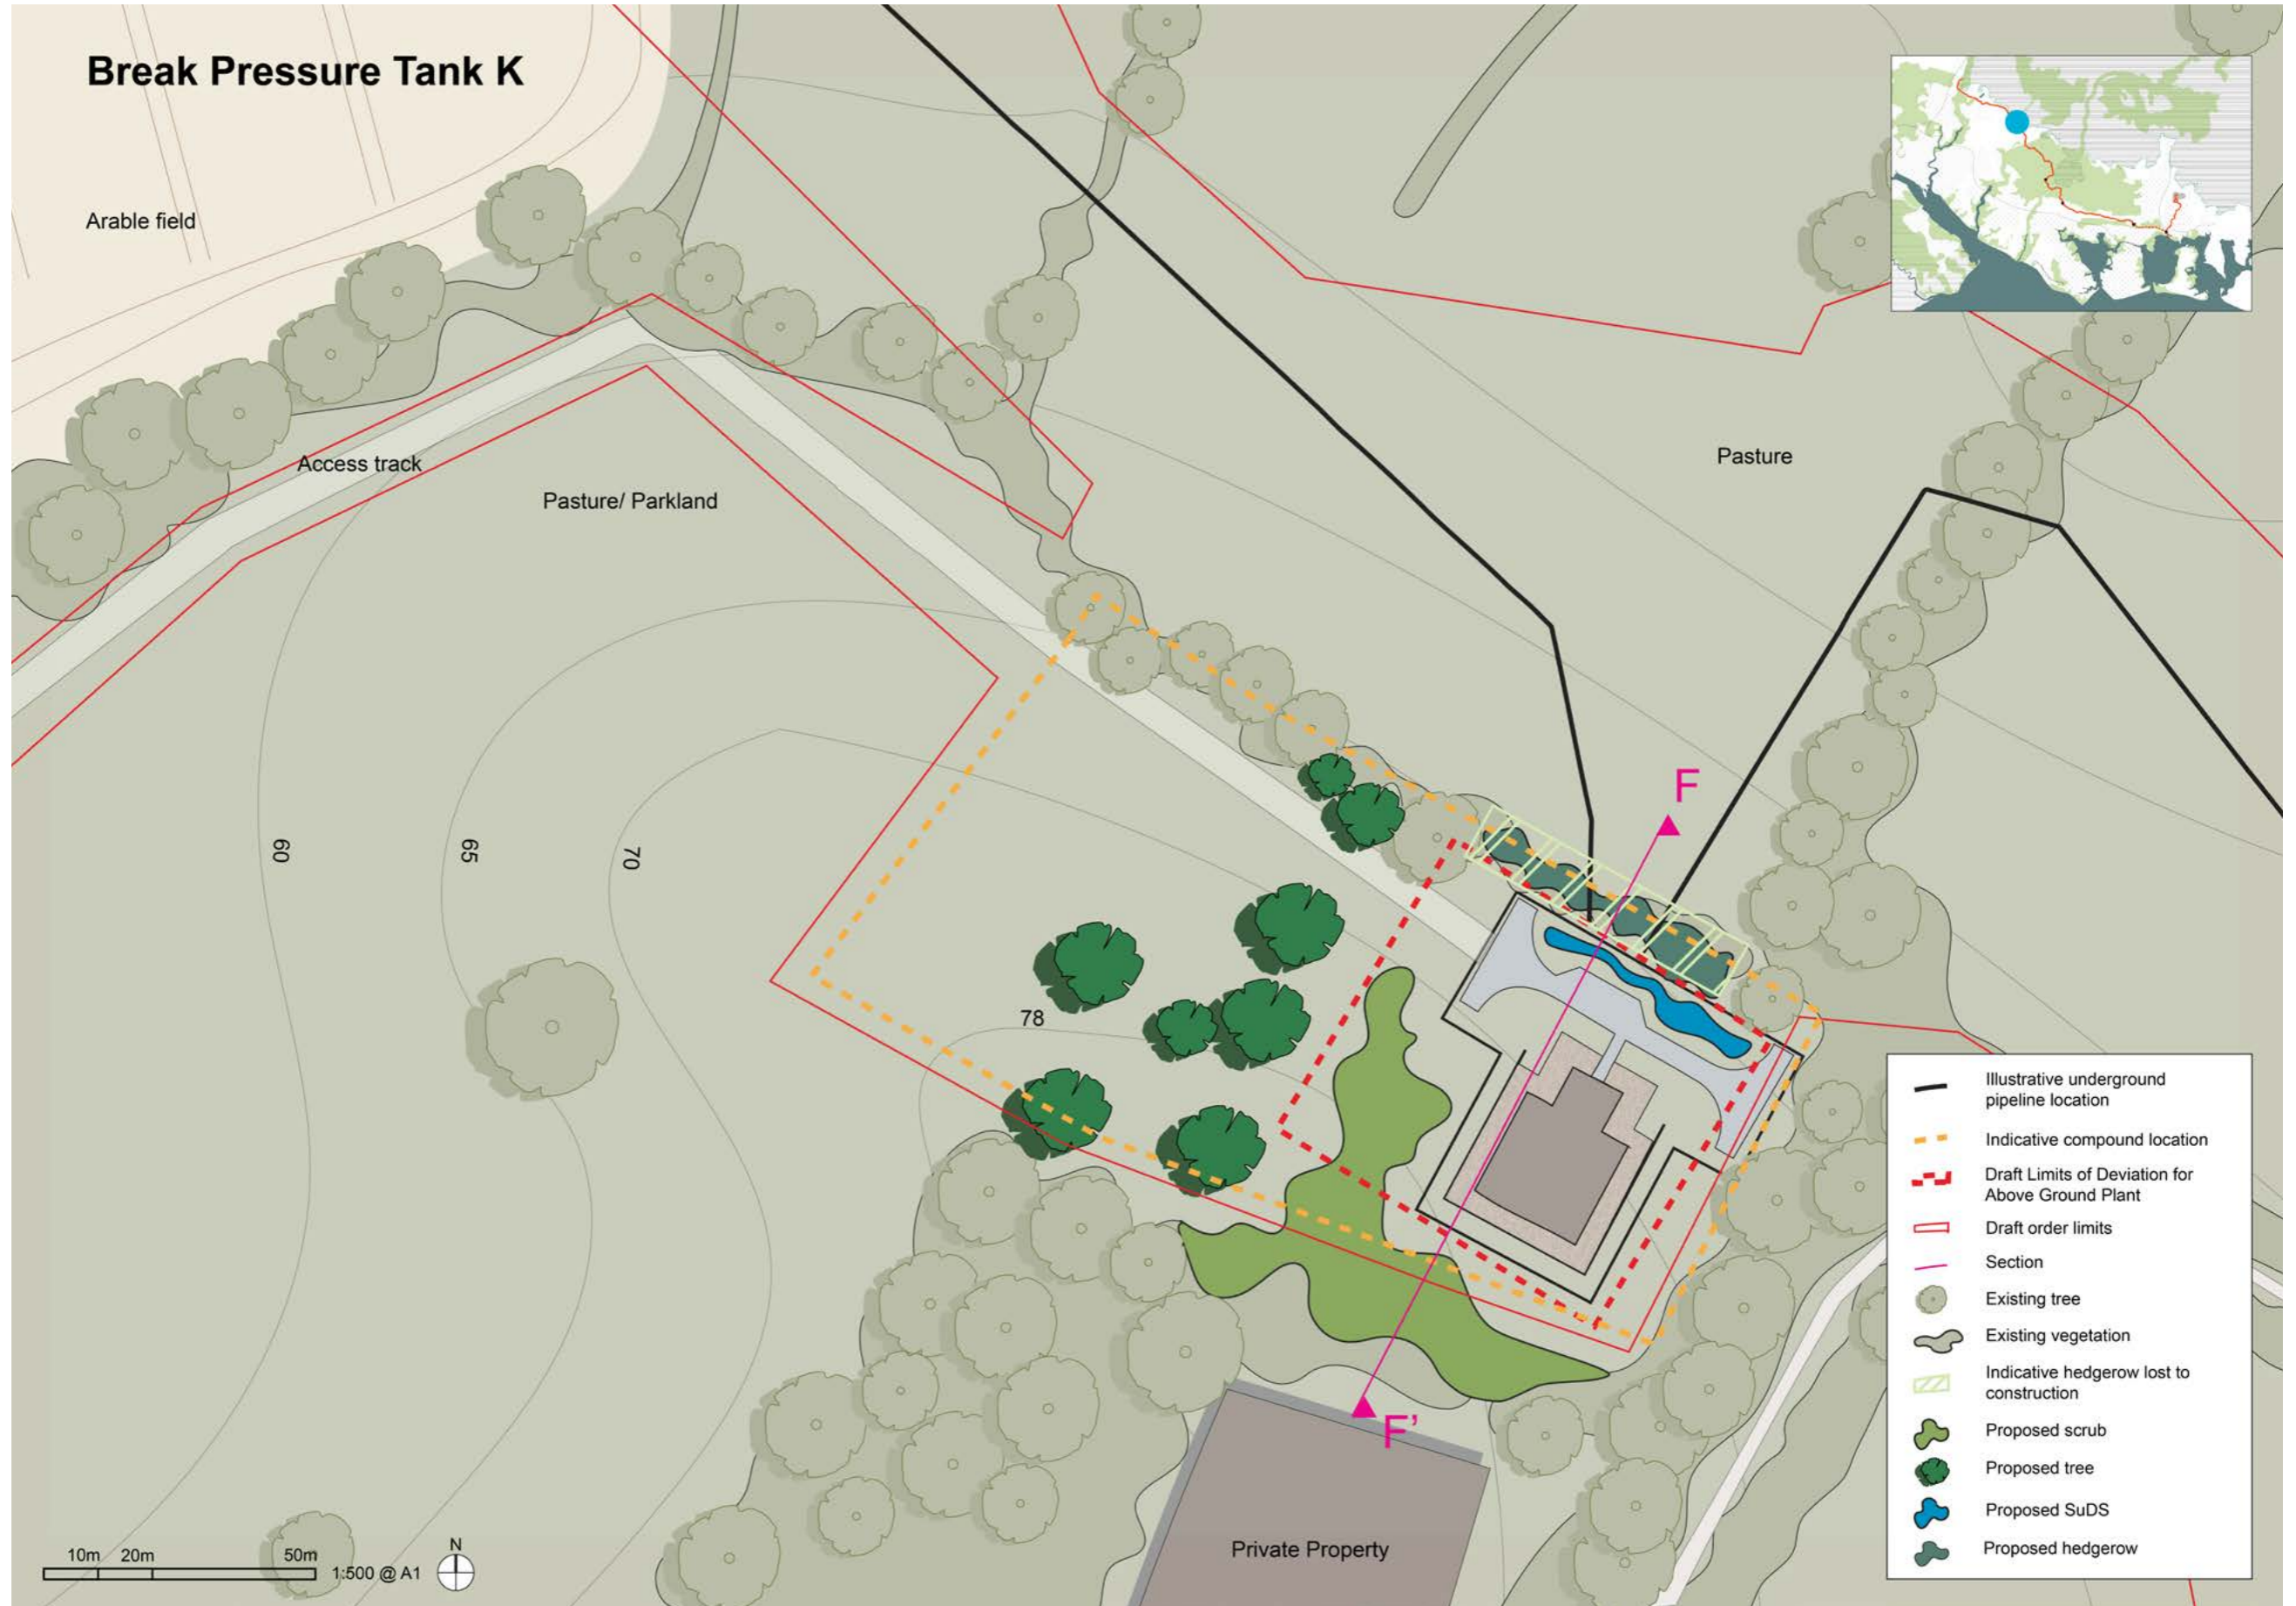 Break Pressure Tank K
Arable field
Access track
Pasture/ Parkland
Pasture
F
60
65
70
78
F’
Private Property
Illustrative underground
pipeline location
Indicative compound location
Draft Limits of Deviation for
Above Ground Plant
Draft order limits
Section
Existing tree
Existing vegetation
Indicative hedgerow lost to
construction
Proposed scrub
Proposed tree
Proposed SuDS
Proposed hedgerow
10m 20m 50m
1:500 @ A1
N